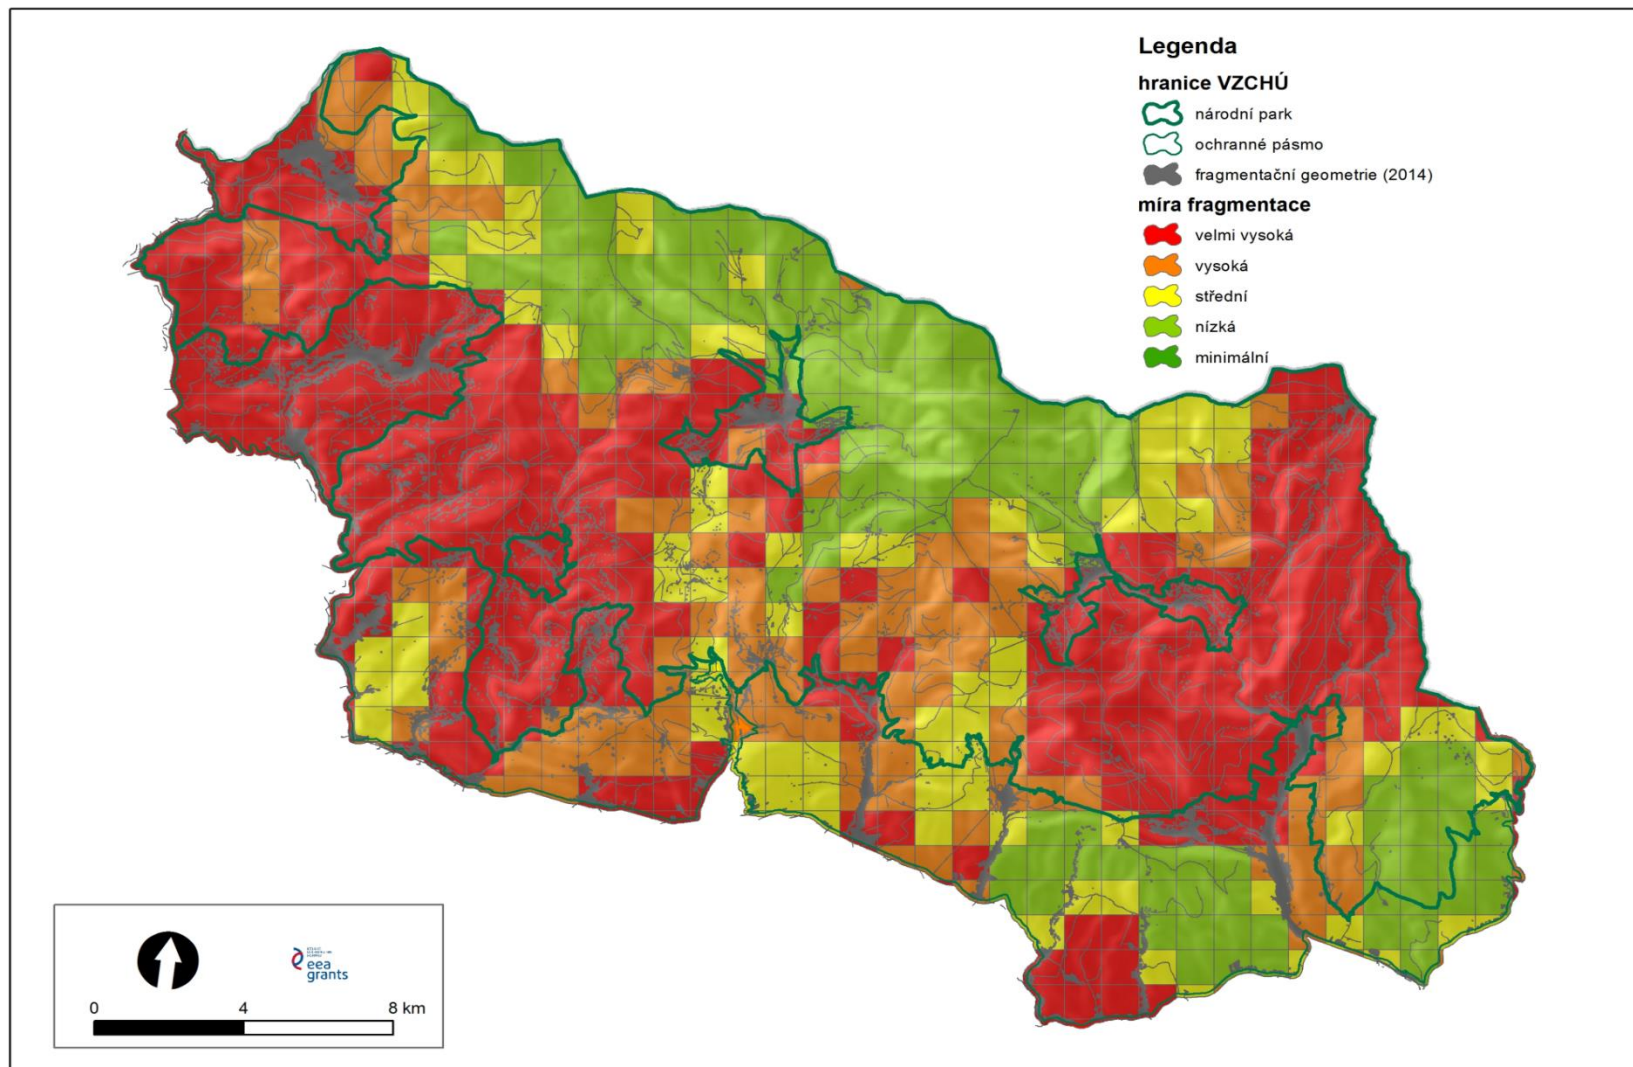 Legenda
hranice VZCHÚ
národní park
ochranné pásmo
fragmentační geometrie (2014)
míra fragmentace
velmi vysoká
vysoká
střední
nízká
minimální
eea
grants
0 4 8 km